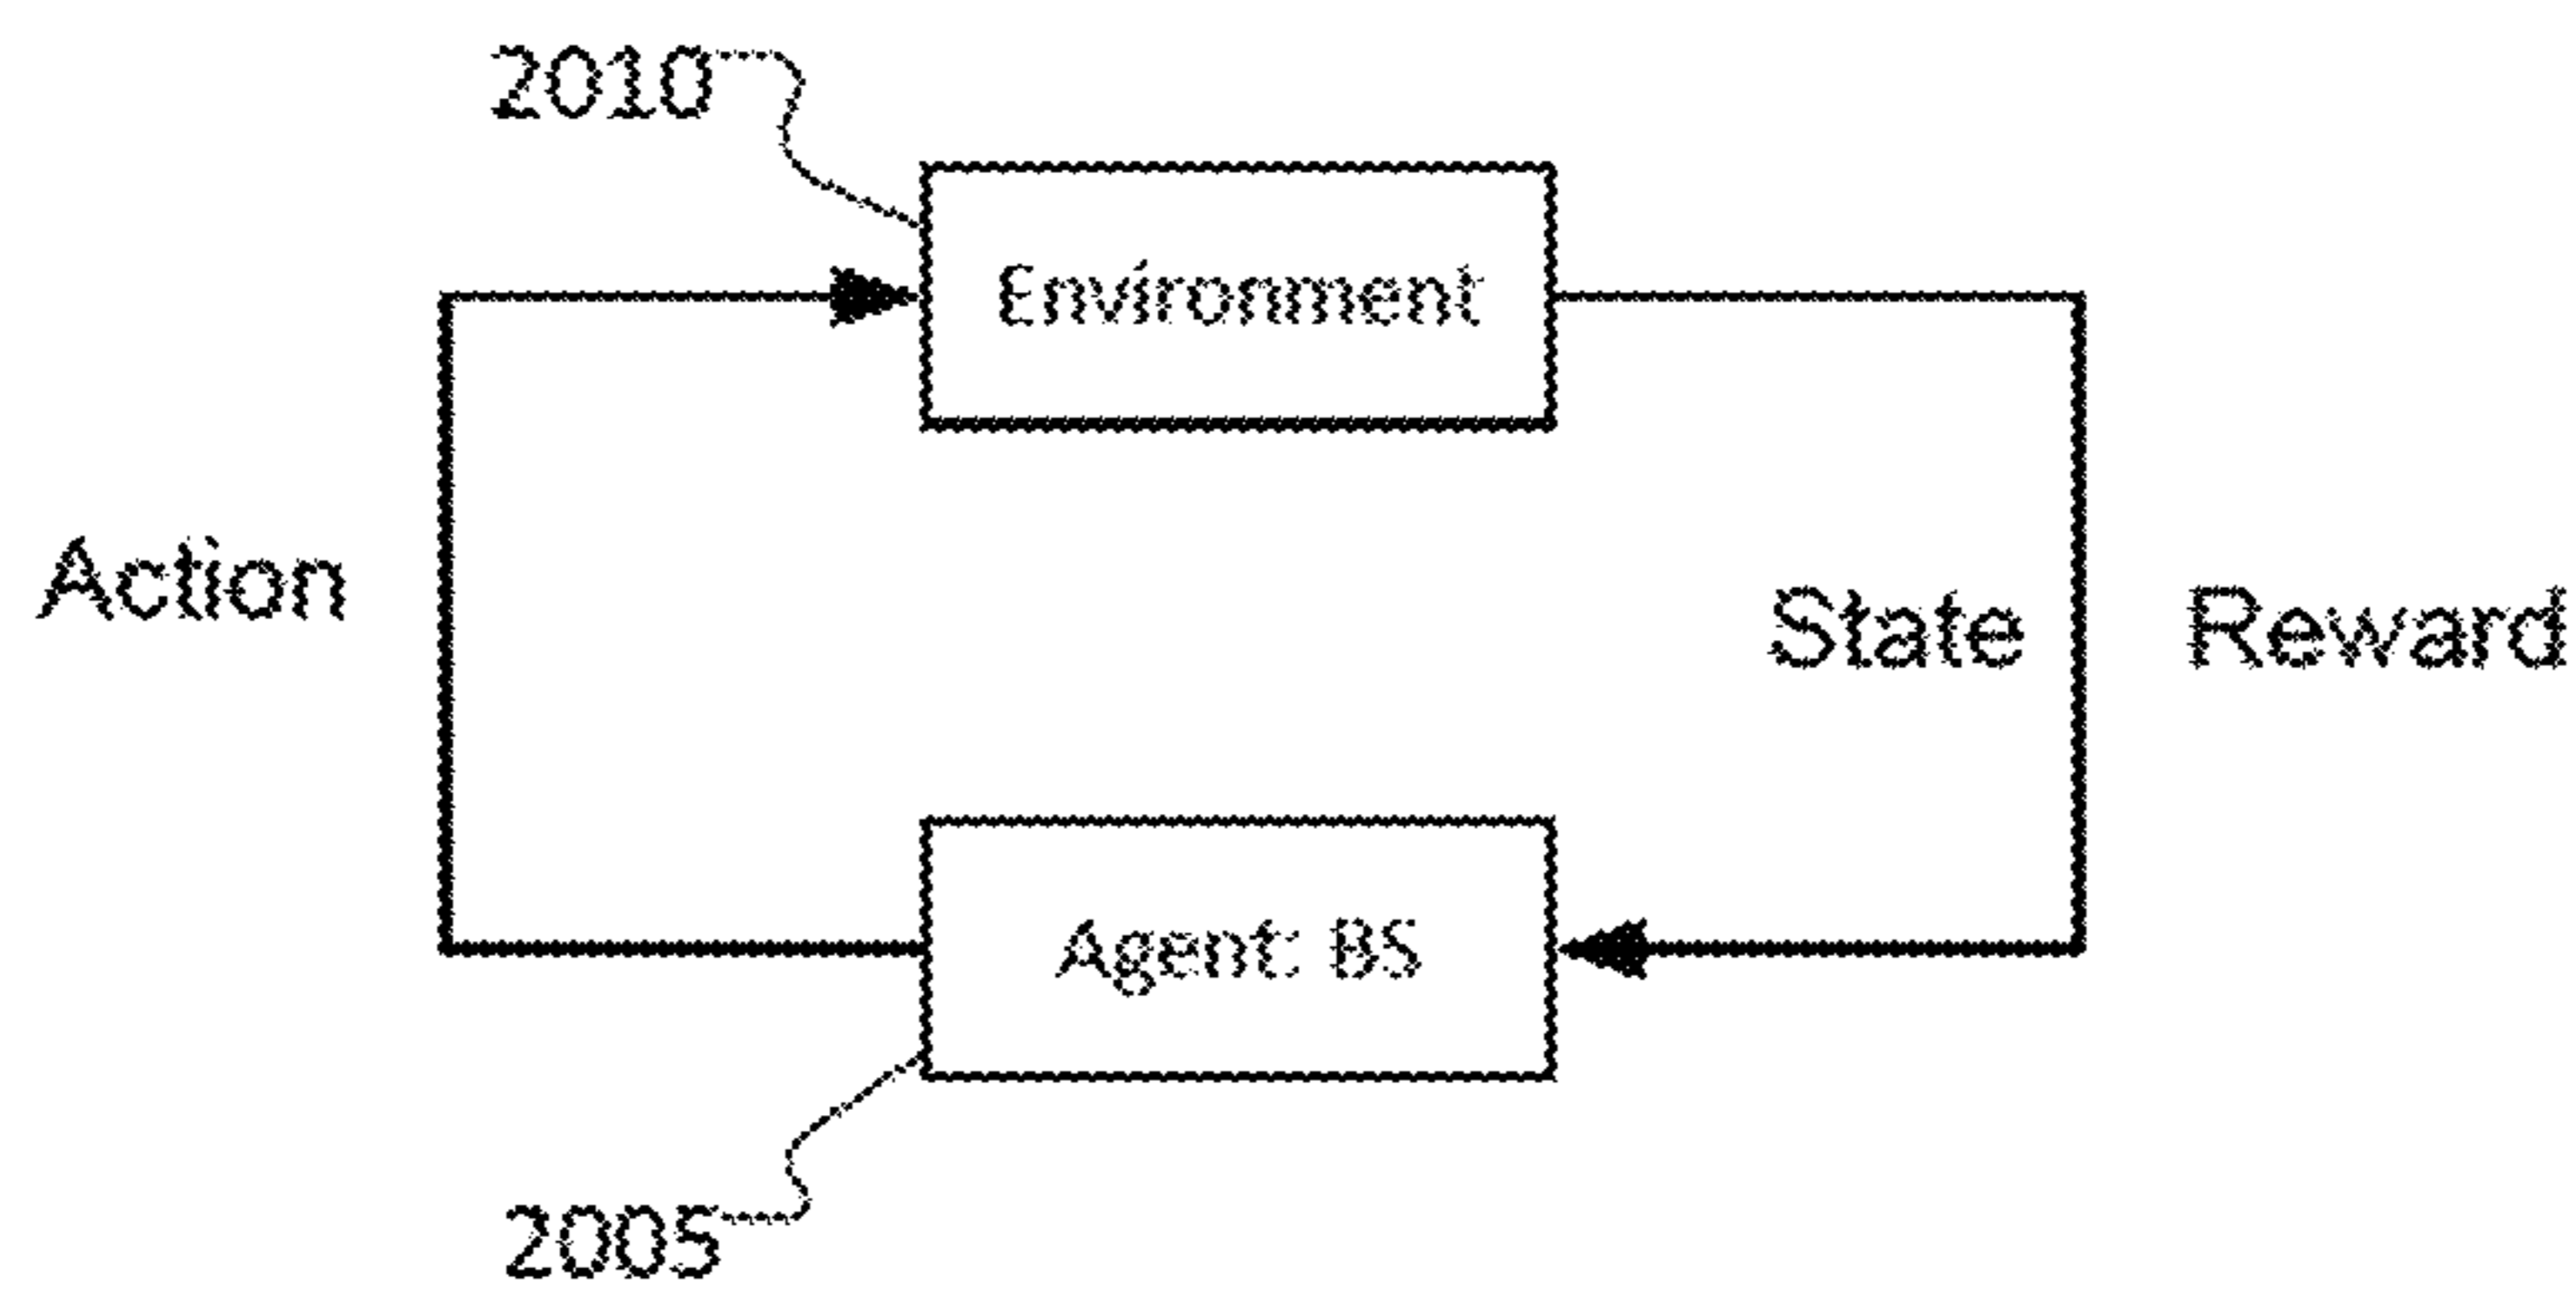 2010
Environment
Action
State
Reward
Agent: BS
2005